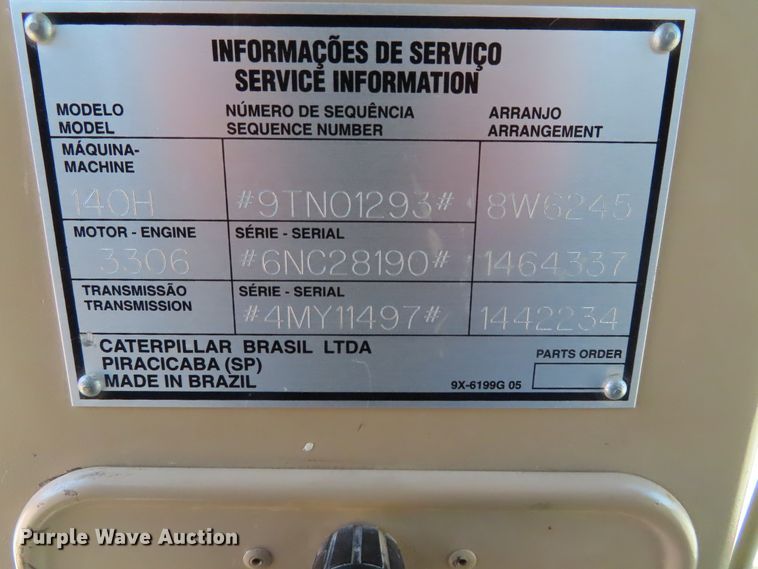 INFORMAÇÕES DE SERVIÇO
SERVICE INFORMATION
MODELO NÚMERO DE SEQUÊNCIA ARRANJO
MODEL SEQUENCE NUMBER ARRANGEMENT
MÁQUINA-
MACHINE
140H #9TN01293# 8W6245
MOTOR - ENGINE SÉRIE - SERIAL
3306 #6NC28190# 1464337
TRANSMISSÃO SÉRIE - SERIAL
TRANSMISSION
#4MY11497# 1442234
CATERPILLAR BRASIL LTDA
PIRACICABA (SP) PARTS ORDER
MADE IN BRAZIL 9X-6199G 05
Purple Wave Auction